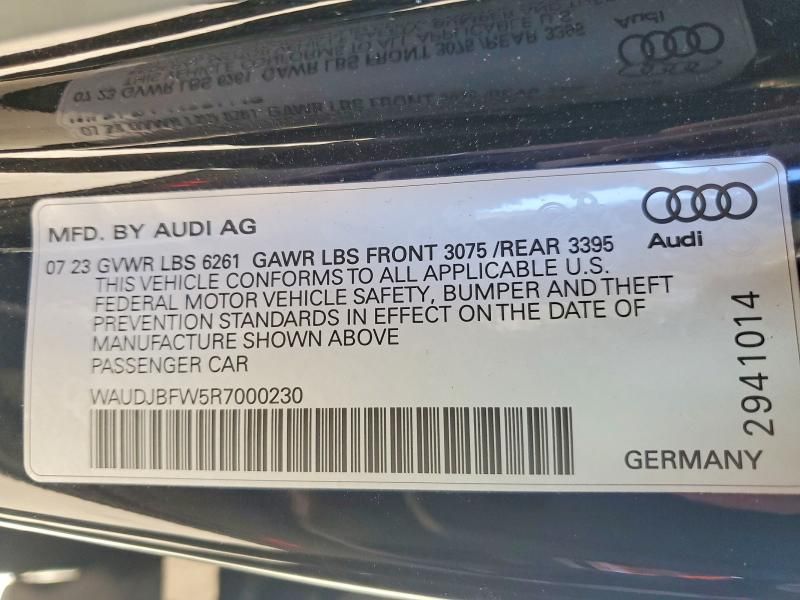 MFD. BY AUDI AG
Audi
07 23 GVWR LBS 6261 GAWR LBS FRONT 3075 /REAR 3395
THIS VEHICLE CONFORMS TO ALL APPLICABLE U.S.
FEDERAL MOTOR VEHICLE SAFETY, BUMPER AND THEFT
PREVENTION STANDARDS IN EFFECT ON THE DATE OF
MANUFACTURE SHOWN ABOVE
PASSENGER CAR
WAUDJBFW5R7000230
GERMANY
2941014